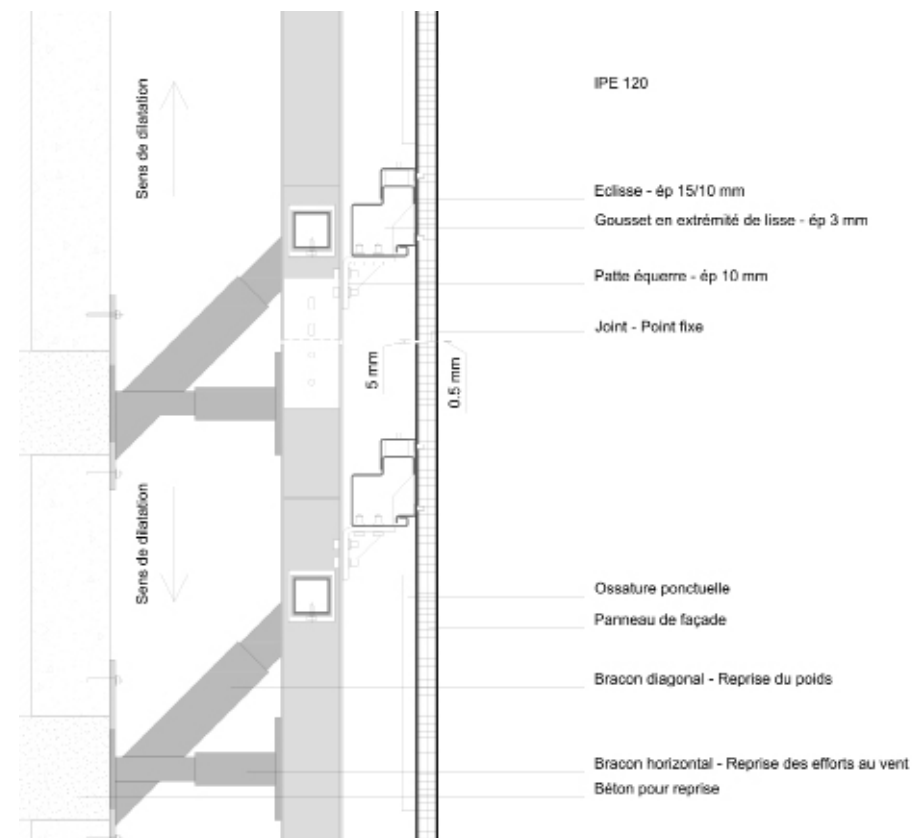 IPE 120
Sens de dilatation
Eclisse - ép 15/10 mm
Gousset en extrémité de lisse - ép 3 mm
Patte équerre - ép 10 mm
Joint - Point fixe
5 mm
0.5 mm
Sens de dilatation
Ossature ponctuelle
Panneau de façade
Bracon diagonal - Reprise du poids
Bracon horizontal - Reprise des efforts au vent
Béton pour reprise